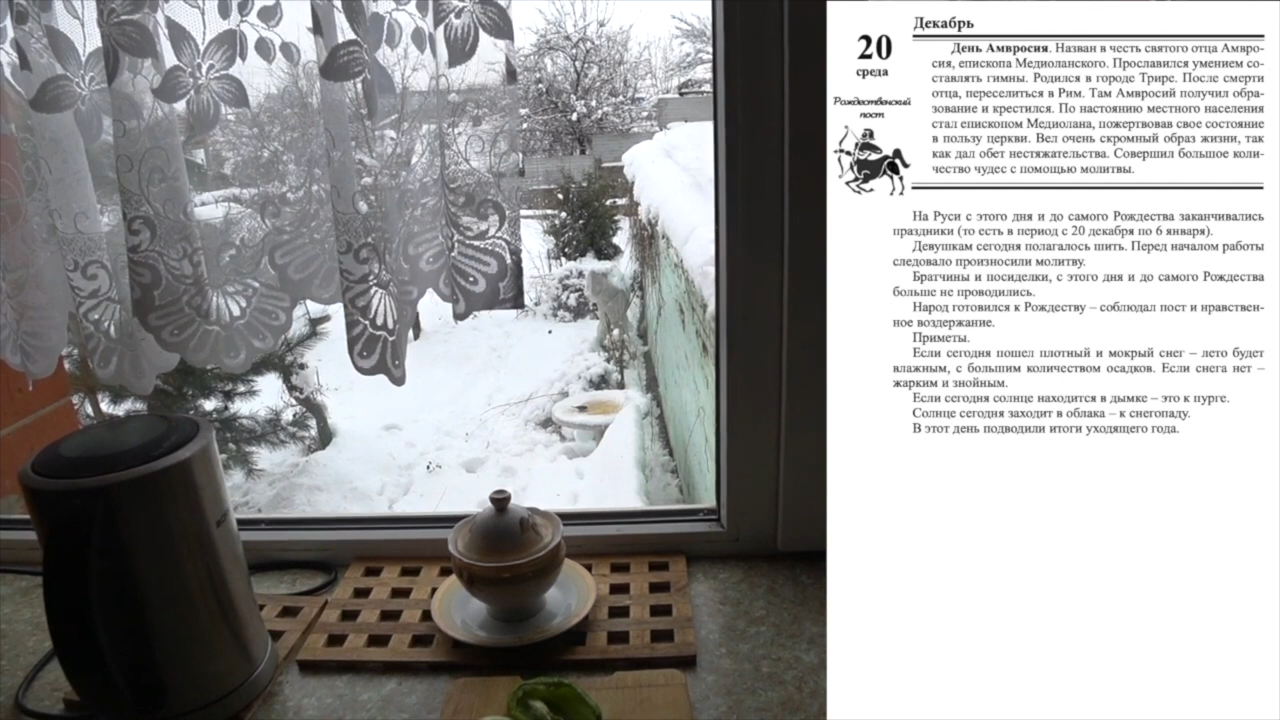 Декабрь
20
среда
Рождественский
пост
День Амвросия. Назван в честь святого отца Амвро-
сия, епископа Медиоланского. Прославился умением со-
ставлять гимны. Родился в городе Трире. После смерти
отца, переселиться в Рим. Там Амвросий получил обра-
зование и крестился. По настоянию местного населения
стал епископом Медиолана, пожертвовав свое состояние
в пользу церкви. Вел очень скромный образ жизни, так
как дал обет нестяжательства. Совершил большое коли-
чество чудес с помощью молитвы.
На Руси с этого дня и до самого Рождества заканчивались
праздники (то есть в период с 20 декабря по 6 января).
Девушкам сегодня полагалось шить. Перед началом работы
следовало произносили молитву.
Братчины и посиделки, с этого дня и до самого Рождества
больше не проводились.
Народ готовился к Рождеству – соблюдал пост и нравствен-
ное воздержание.
Приметы.
Если сегодня пошел плотный и мокрый снег – лето будет
влажным, с большим количеством осадков. Если снега нет –
жарким и знойным.
Если сегодня солнце находится в дымке – это к пурге.
Солнце сегодня заходит в облака – к снегопаду.
В этот день подводили итоги уходящего года.